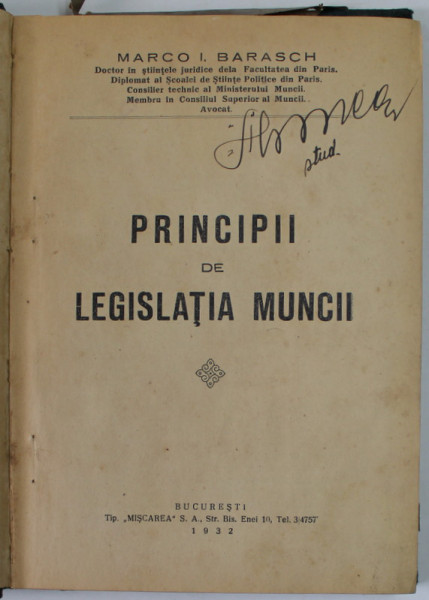 MARCO I. BARASCH
Doctor în științele juridice dela Facultatea din Paris.
Diplomat al Școalei de Științe Politice din Paris.
Consilier technic al Ministerului Muncii.
Membru în Consiliul Superior al Muncii.
Avocat.
stud.
PRINCIPII
DE
LEGISLAȚIA MUNCII
BUCUREȘTI
Tip. „MIȘCAREA" S. A., Str. Bis. Enei 10, Tel. 3/4757
1932